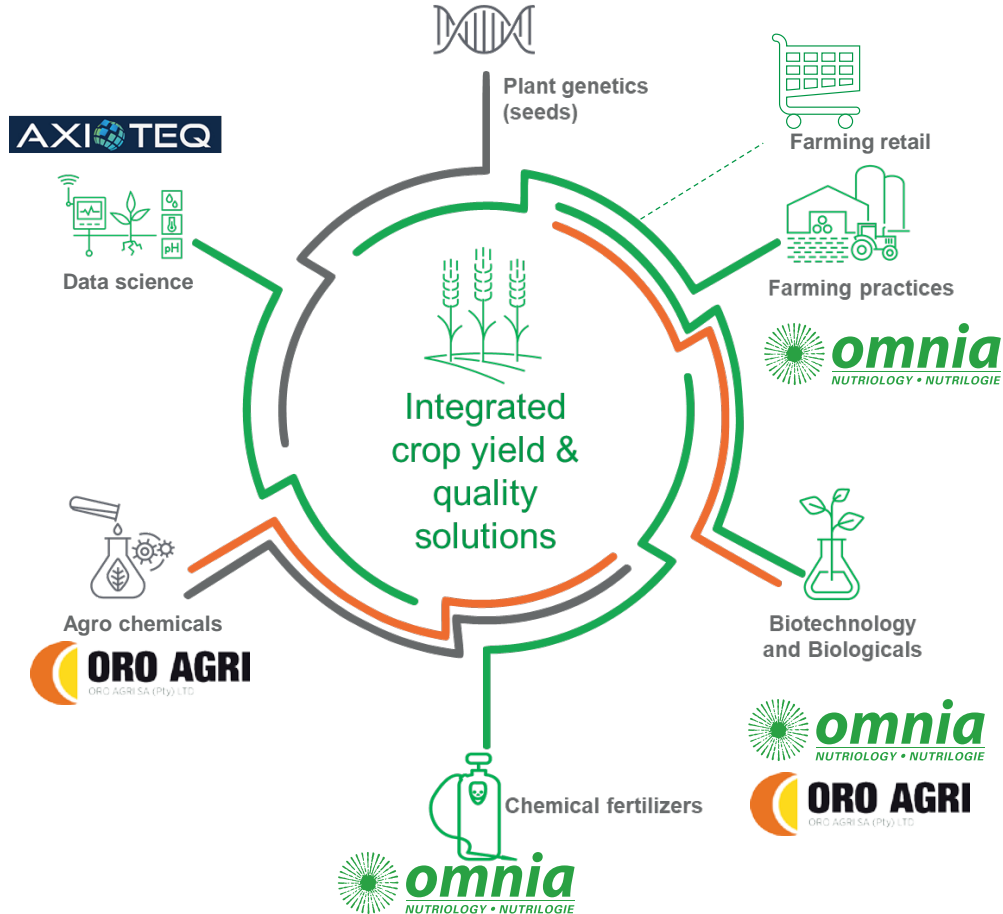 Plant genetics
(seeds)
Farming retail
AXIOTEQ
pH
Data science
Farming practices
omnia
NUTRIOLOGY • NUTRILOGIE
Integrated
crop yield &
quality
solutions
Agro chemicals
ORO AGRI
ORO AGRI SA (Pty) LTD
Biotechnology
and Biologicals
omnia
NUTRIOLOGY • NUTRILOGIE
ORO AGRI
ORO AGRI SA (Pty) LTD
Chemical fertilizers
omnia
NUTRIOLOGY • NUTRILOGIE